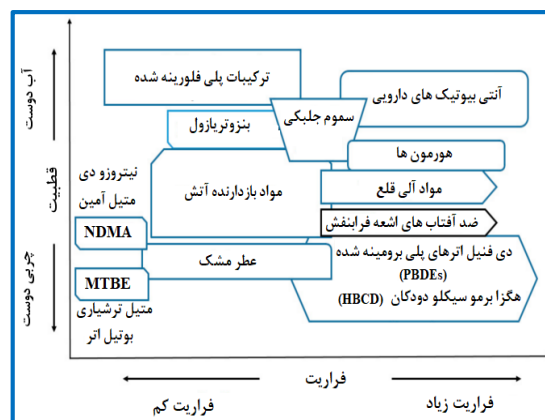 آب دوست
قطبیت
چربی دوست
ترکیبات پلی فلورینه شده
آنتی بیوتیک های دارویی
سموم جلبکی
بنزوتریازول
هورمون ها
نیتروزو دی
متیل آمین
NDMA
مواد بازدارنده آتش
مواد آلی قلع
ضد آفتاب های اشعه فرابنفش
عطر مشک
دی فنیل اترهای پلی برومینه شده
(PBDEs)
هگزا برمو سیکلو دودکان (HBCD)
MTBE
متیل ترشیاری
بوتیل اتر
فراریت
فراریت کم
فراریت زیاد